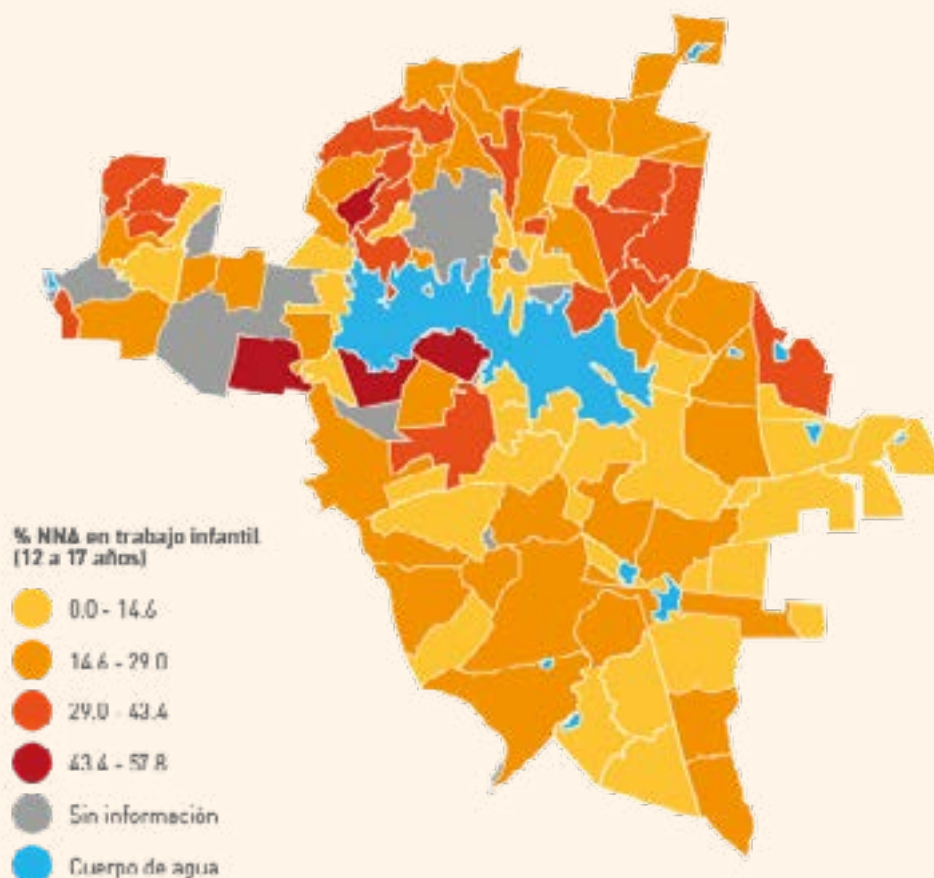 % NNA en trabajo infantil
(12 a 17 años)
0.0 - 14.6
14.6 - 29.0
29.0 - 43.4
43.4 - 57.8
Sin información
Cuerpo de agua